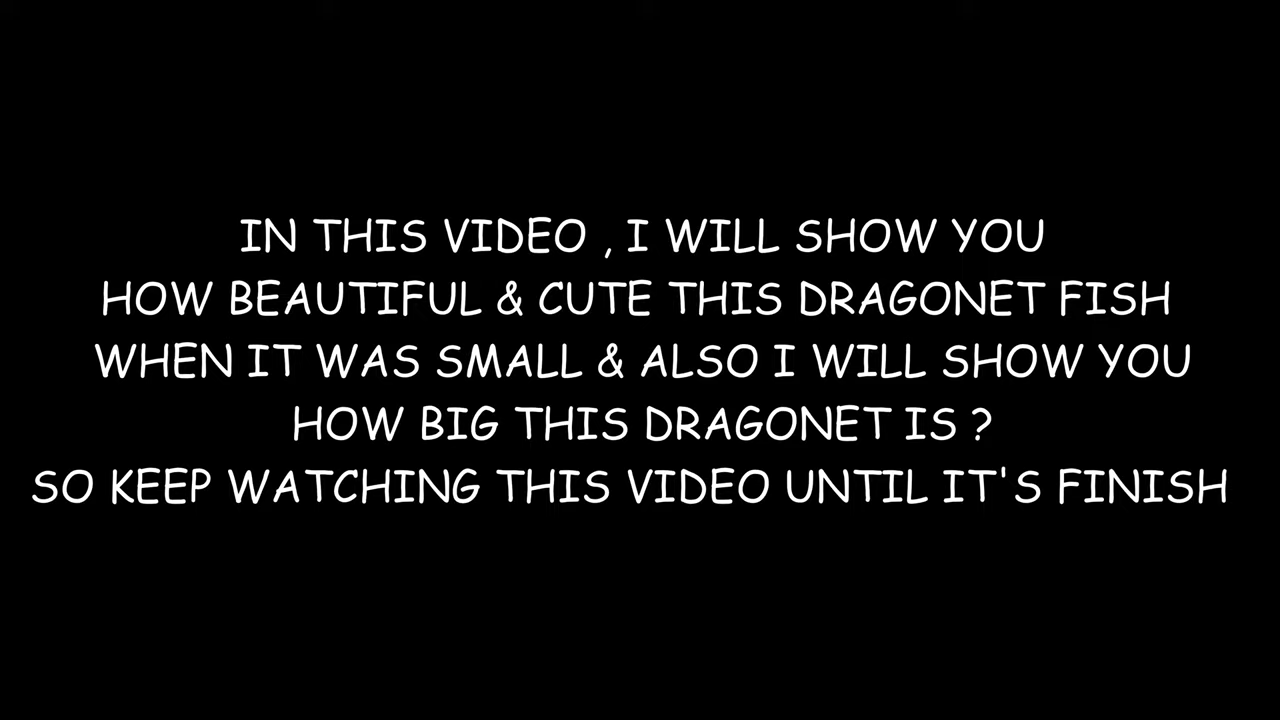 IN THIS VIDEO , I WILL SHOW YOU
HOW BEAUTIFUL & CUTE THIS DRAGONET FISH
WHEN IT WAS SMALL & ALSO I WILL SHOW YOU
HOW BIG THIS DRAGONET IS ?
SO KEEP WATCHING THIS VIDEO UNTIL IT'S FINISH